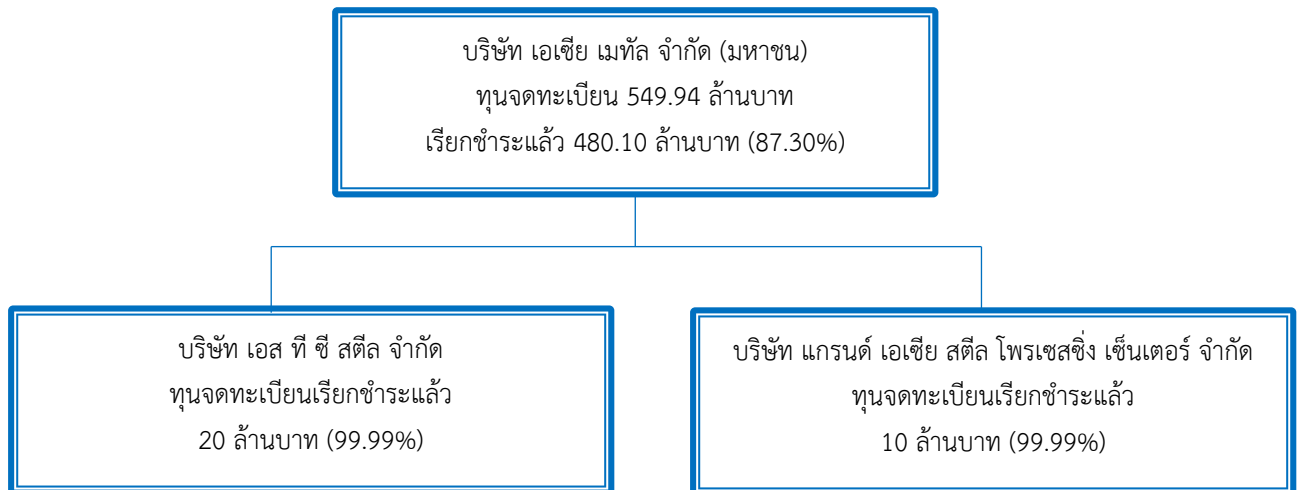 บริษัท เอเซีย เมทัล จำกัด (มหาชน)
ทุนจดทะเบียน 549.94 ล้านบาท
เรียกชำระแล้ว 480.10 ล้านบาท (87.30%)
บริษัท เอส ที ซี สตีล จำกัด
ทุนจดทะเบียนเรียกชำระแล้ว
20 ล้านบาท (99.99%)
บริษัท แกรนด์ เอเซีย สตีล โพรเซสซิ่ง เซ็นเตอร์ จำกัด
ทุนจดทะเบียนเรียกชำระแล้ว
10 ล้านบาท (99.99%)